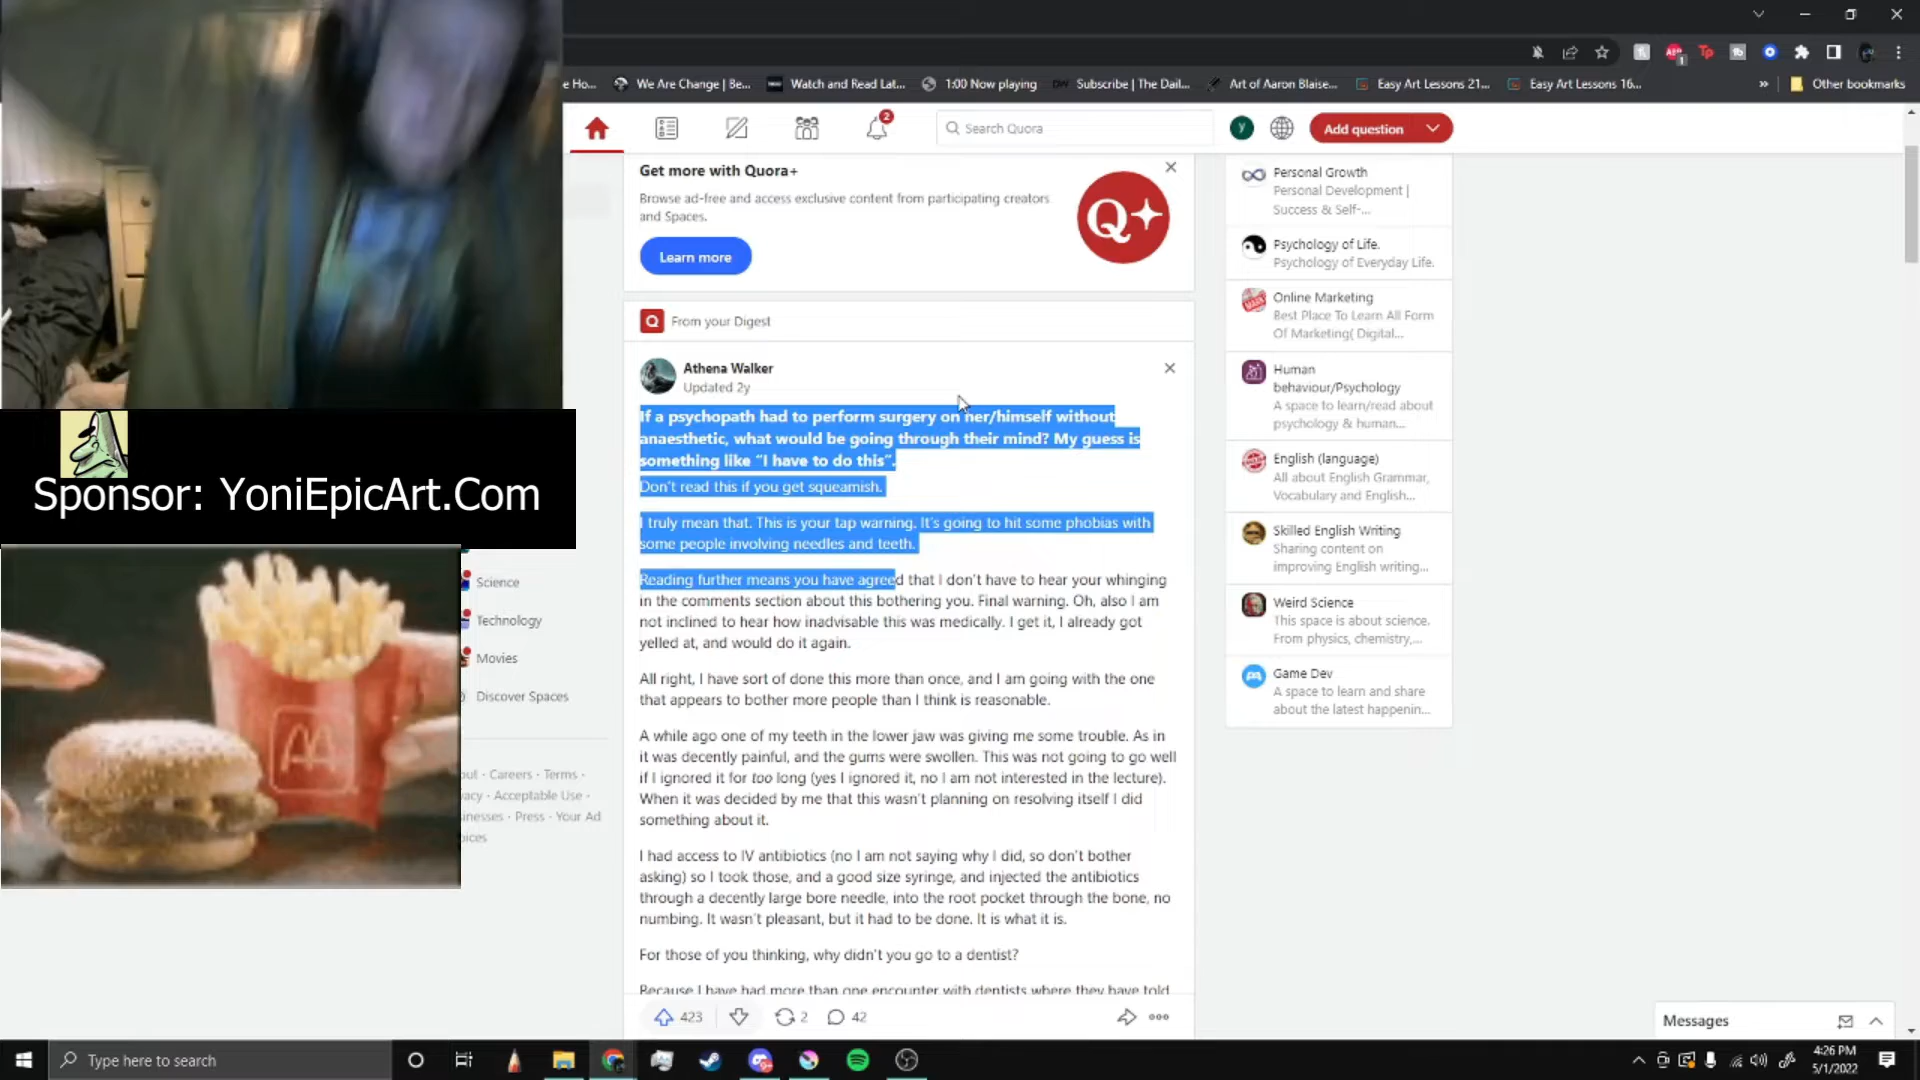 e Ho...
We Are Change | Be...
Watch and Read Lat...
1:00 Now playing
Subscribe | The Dail...
Art of Aaron Blaise...
Easy Art Lessons 21...
Easy Art Lessons 16...
»
Other bookmarks
2
Search Quora
y
Add question
Get more with Quora+
Browse ad-free and access exclusive content from participating creators
and Spaces.
Learn more
Q
From your Digest
Athena Walker
Updated 2y
If a psychopath had to perform surgery on her/himself without
anaesthetic, what would be going through their mind? My guess is
something like “I have to do this”.
Don't read this if you get squeamish.
I truly mean that. This is your tap warning. It's going to hit some phobias with
some people involving needles and teeth.
Reading further means you have agreed that I don't have to hear your whinging
in the comments section about this bothering you. Final warning. Oh, also I am
not inclined to hear how inadvisable this was medically. I get it, I already got
yelled at, and would do it again.
All right, I have sort of done this more than once, and I am going with the one
that appears to bother more people than I think is reasonable.
A while ago one of my teeth in the lower jaw was giving me some trouble. As in
it was decently painful, and the gums were swollen. This was not going to go well
if I ignored it for too long (yes I ignored it, no I am not interested in the lecture).
When it was decided by me that this wasn't planning on resolving itself I did
something about it.
I had access to IV antibiotics (no I am not saying why I did, so don't bother
asking) so I took those, and a good size syringe, and injected the antibiotics
through a decently large bore needle, into the root pocket through the bone, no
numbing. It wasn't pleasant, but it had to be done. It is what it is.
For those of you thinking, why didn't you go to a dentist?
Because I have had more than one encounter with dentists where they have told
423
2
42
Personal Growth
Personal Development |
Success & Self-...
Psychology of Life.
Psychology of Everyday Life.
Online Marketing
Best Place To Learn All Form
Of Marketing( Digital...
Human
behaviour/Psychology
A space to learn/read about
psychology & human...
English (language)
All about English Grammar,
Vocabulary and English...
Skilled English Writing
Sharing content on
improving English writing...
Weird Science
This space is about science.
From physics, chemistry,...
Game Dev
A space to learn and share
about the latest happenin...
Sponsor: YoniEpicArt.Com
Science
Technology
Movies
Discover Spaces
out · Careers · Terms ·
vacy · Acceptable Use ·
inesses · Press · Your Ad
oices
Messages
Type here to search
4:26 PM
5/1/2022